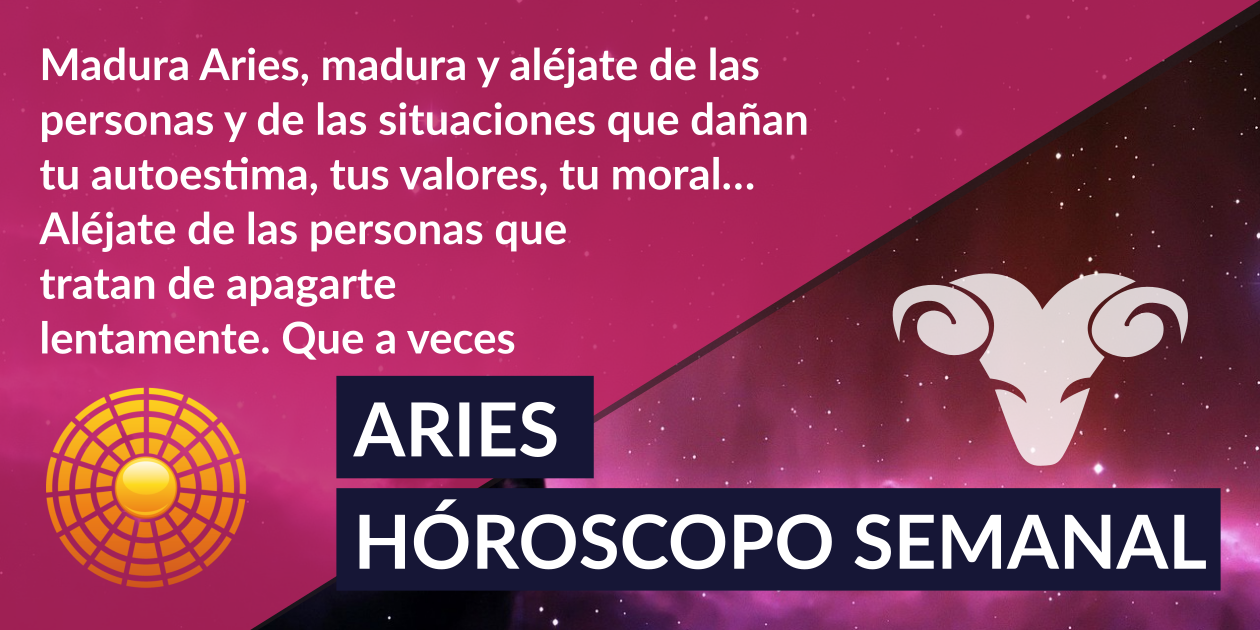 Madura Aries, madura y aléjate de las
personas y de las situaciones que dañan
tu autoestima, tus valores, tu moral...
Aléjate de las personas que
tratan de apagarte
lentamente. Que a veces
ARIES
HÓROSCOPO SEMANAL